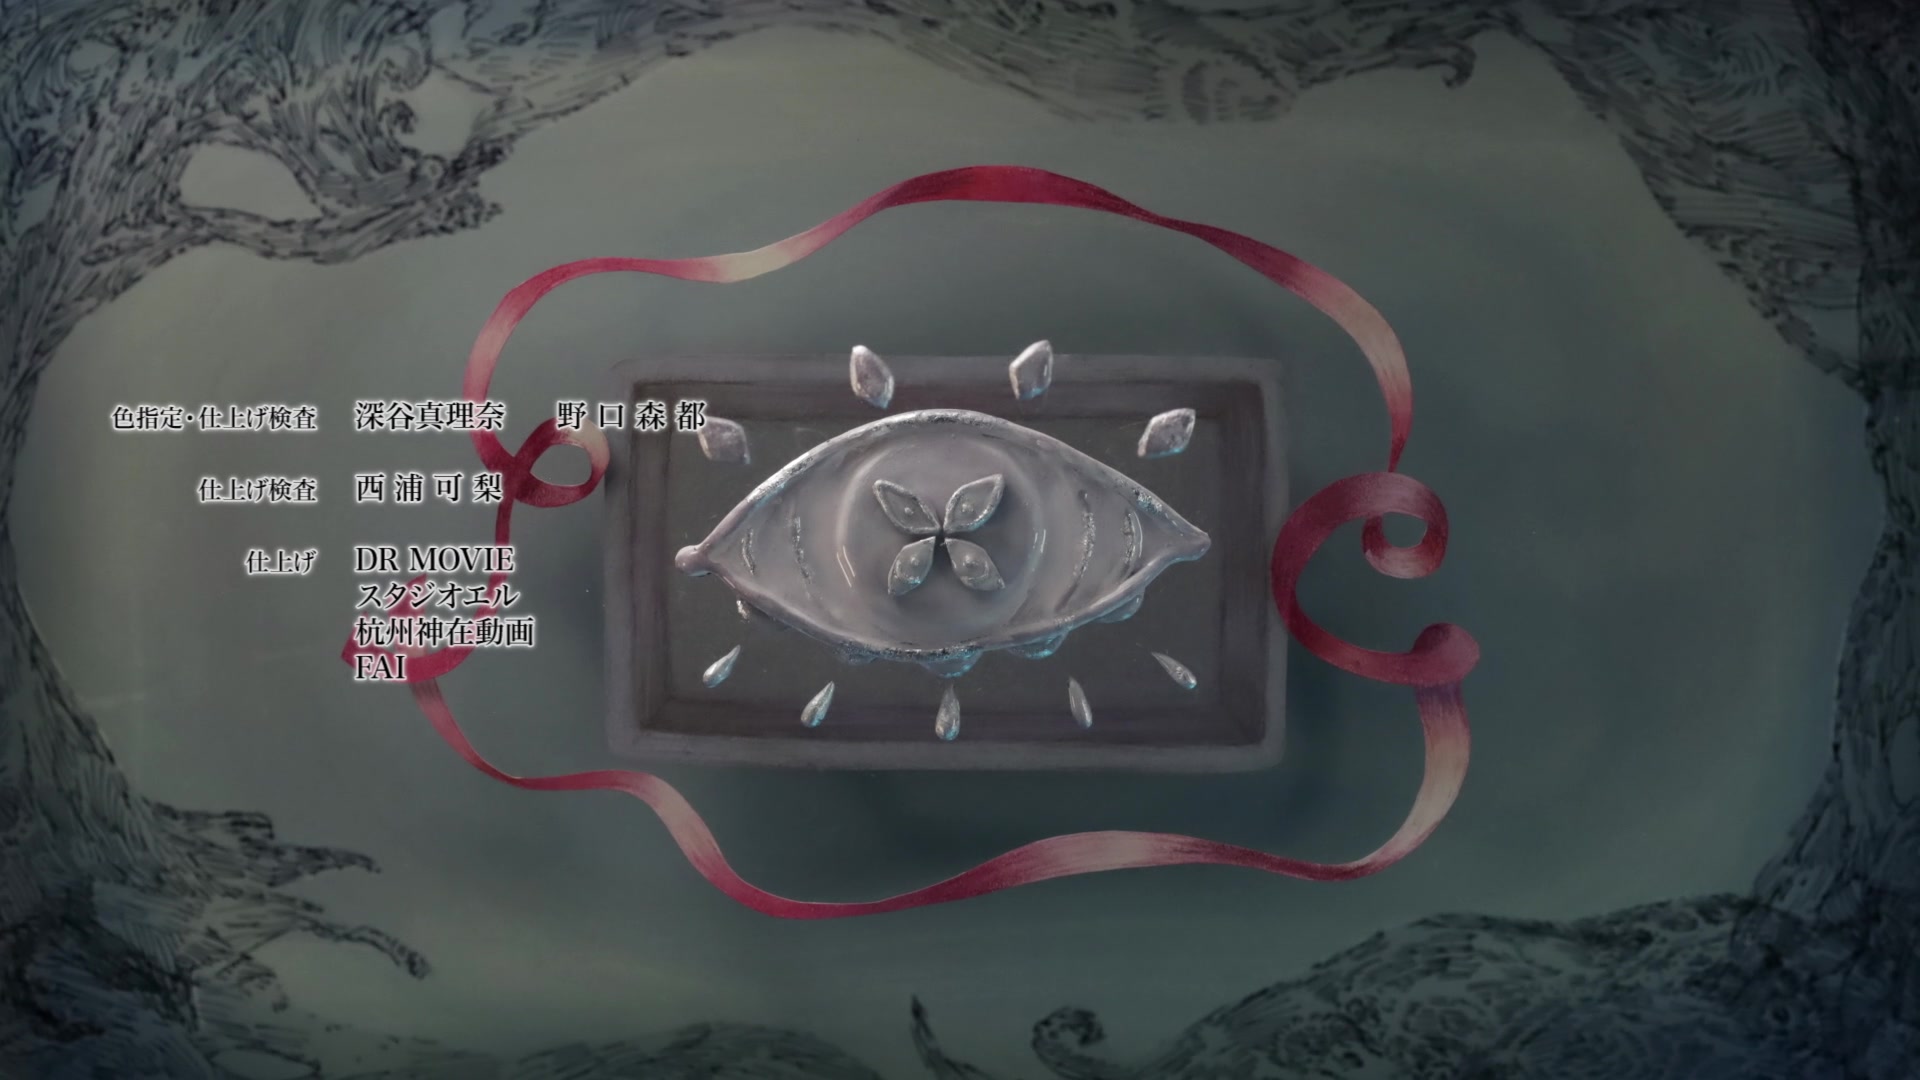 色指定・仕上げ検査 深谷真理奈 野口森都
仕上げ検査 西浦可梨
仕上げ DR MOVIE
スタジオエル
杭州神在動画
FAI